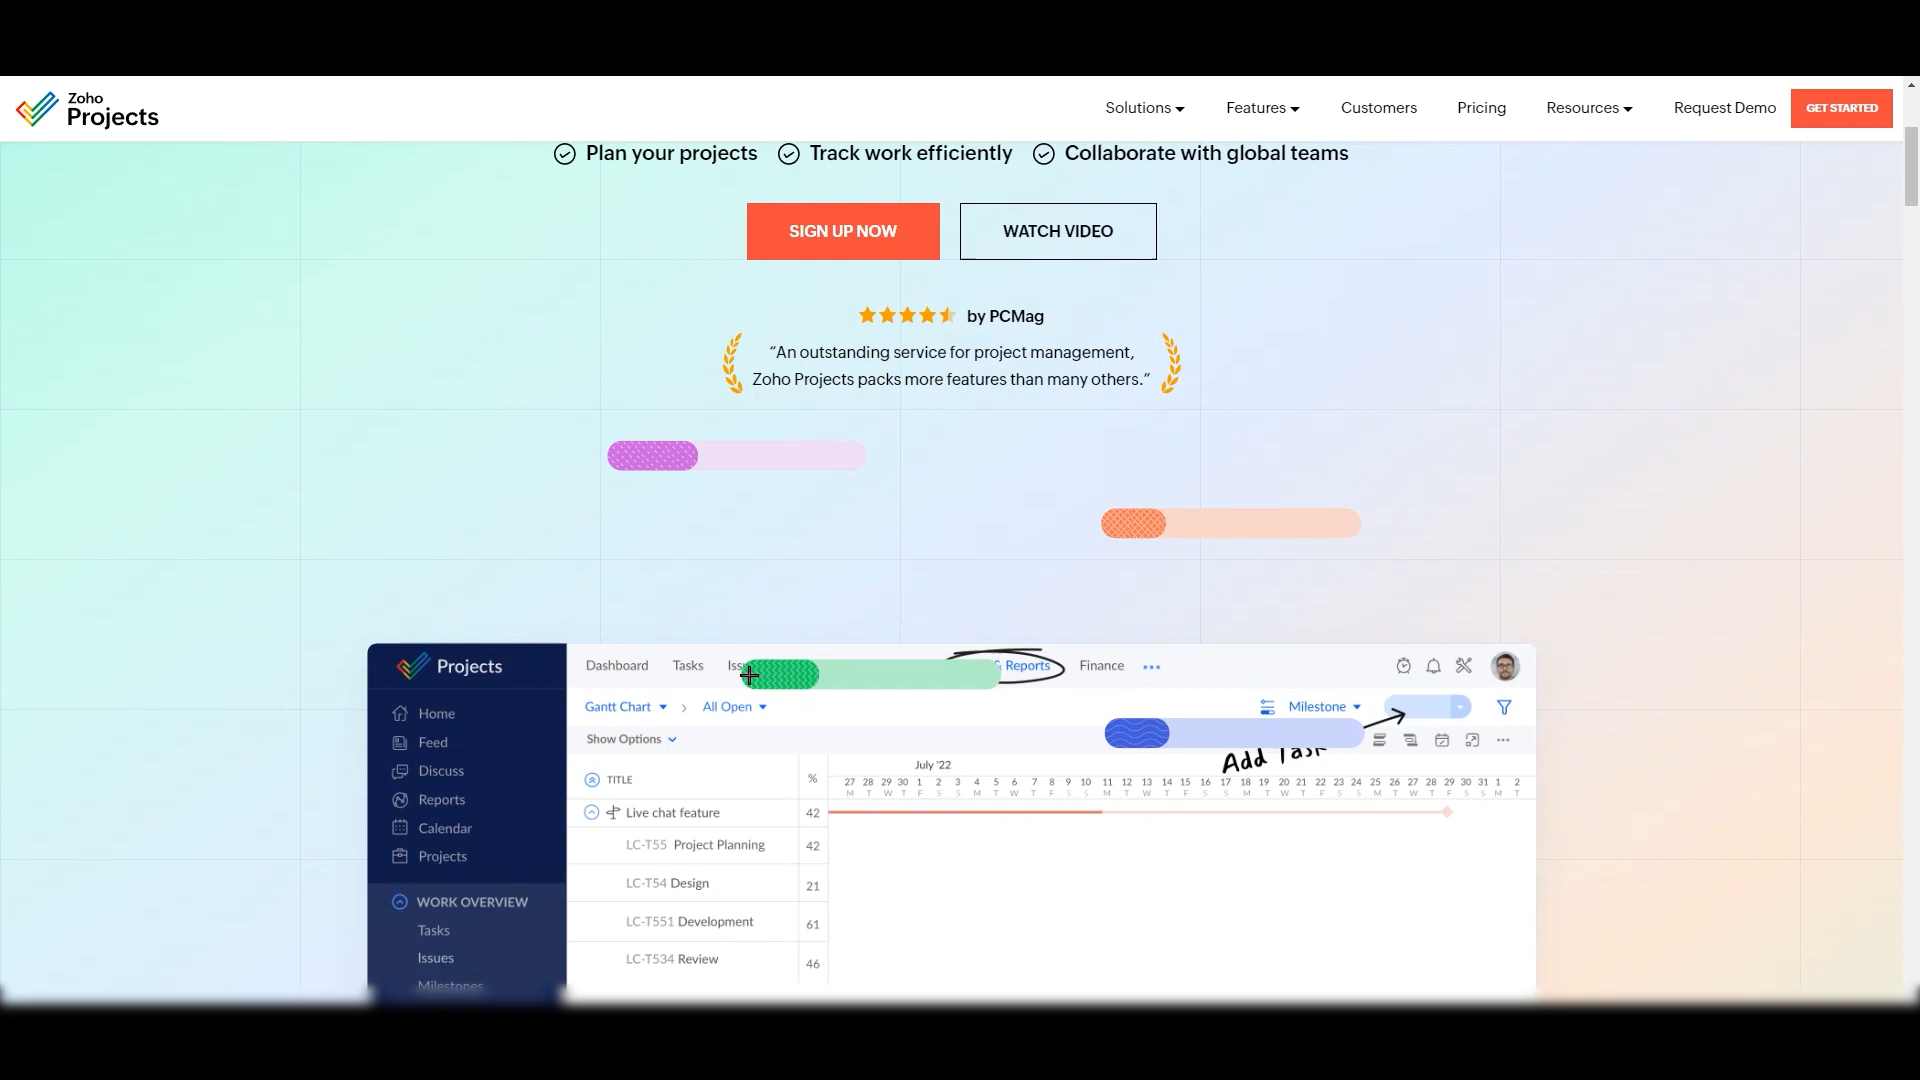 Zoho
Projects
Solutions
Features
Customers
Pricing
Resources
Request Demo
GET STARTED
Plan your projects
Track work efficiently
Collaborate with global teams
SIGN UP NOW
WATCH VIDEO
by PCMag
“An outstanding service for project management,
Zoho Projects packs more features than many others.”
Projects
Dashboard
Tasks
& Reports
Finance
Home
Feed
Discuss
Reports
Calendar
Projects
WORK OVERVIEW
Tasks
Issues
Milestones
Gantt Chart
All Open
Milestone
Show Options
Add Task
TITLE
%
July '22
27 28 29 30 1 2 3 4 5 6 7 8 9 10 11 12 13 14 15 16 17 18 19 20 21 22 23 24 25 26 27 28 29 30 31 1 2
M T W T F S S M T W T F S S M T W T F S S M T W T F S S M T W T F S S M T
Live chat feature 42
LC-T55 Project Planning 42
LC-T54 Design 21
LC-T551 Development 61
LC-T534 Review 46